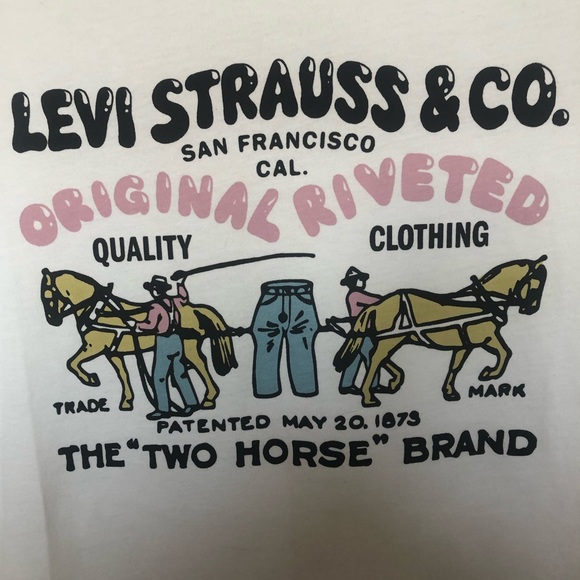 LEVI STRAUSS & CO.
SAN FRANCISCO
CAL.
ORIGINAL RIVETED
QUALITY CLOTHING
TRADE MARK
PATENTED MAY 20. 1873
THE "TWO HORSE" BRAND